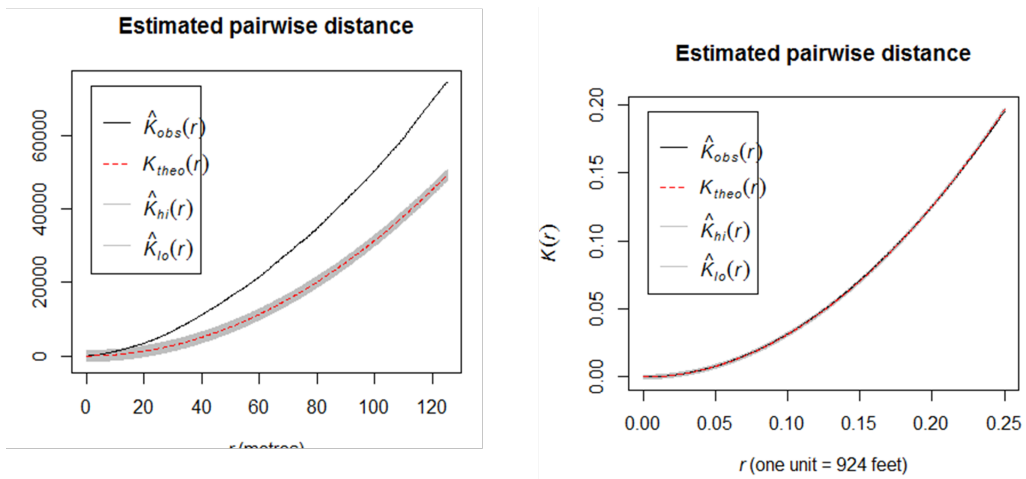 Estimated pairwise distance
60000
40000
20000
0
K̂obs(r)
Ktheo(r)
K̂hi(r)
K̂lo(r)
0 20 40 60 80 100 120
r (metres)
Estimated pairwise distance
K(r)
0.20
0.15
0.10
0.05
0.00
K̂obs(r)
Ktheo(r)
K̂hi(r)
K̂lo(r)
0.00 0.05 0.10 0.15 0.20 0.25
r (one unit = 924 feet)